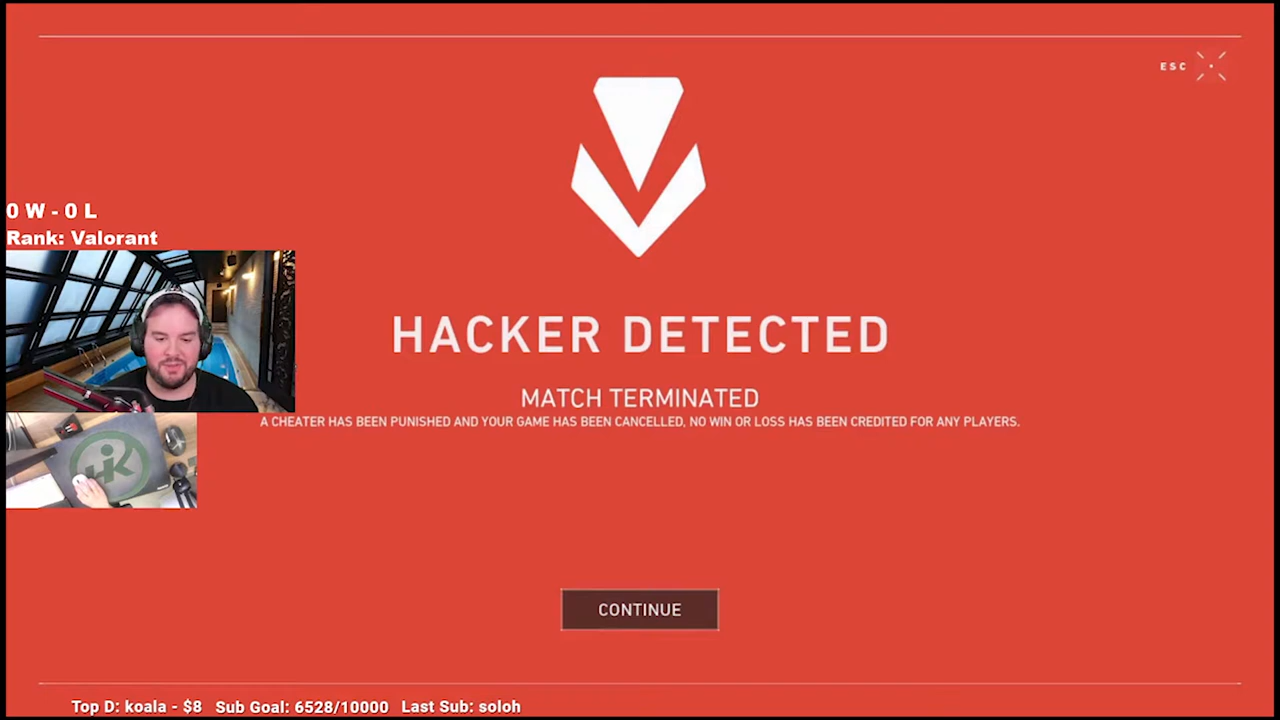 ESC
0 W - 0 L
Rank: Valorant
HACKER DETECTED
MATCH TERMINATED
A CHEATER HAS BEEN PUNISHED AND YOUR GAME HAS BEEN CANCELLED, NO WIN OR LOSS HAS BEEN CREDITED FOR ANY PLAYERS.
CONTINUE
Top D: koala - $8 Sub Goal: 6528/10000 Last Sub: soloh